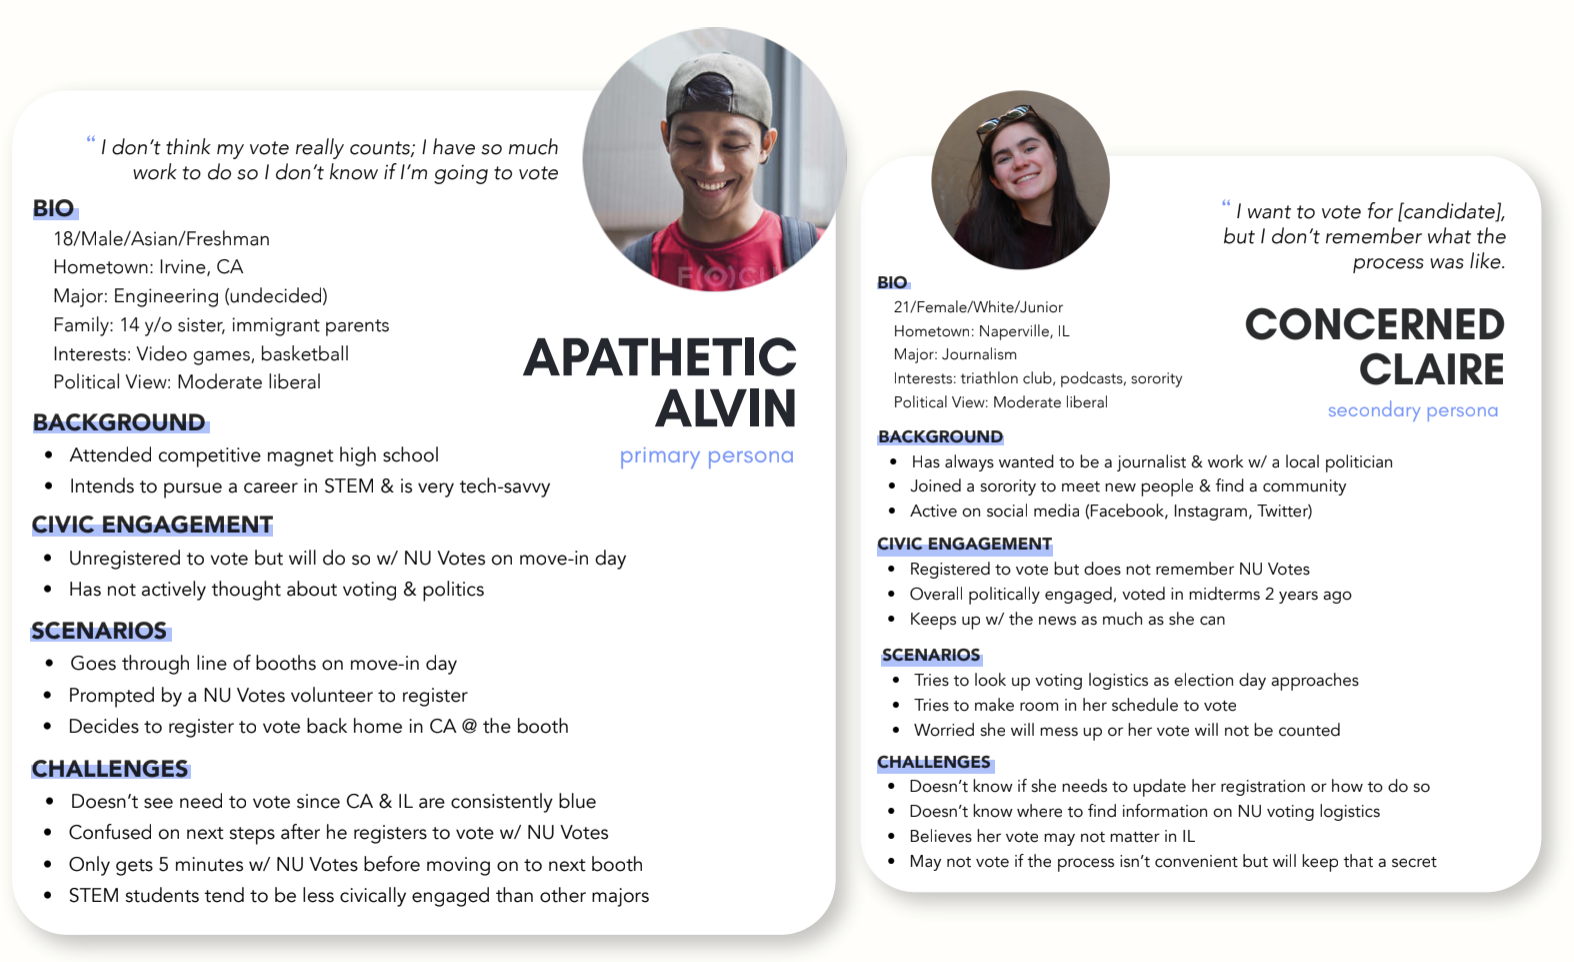 “ I don’t think my vote really counts; I have so much
work to do so I don’t know if I’m going to vote
BIO
18/Male/Asian/Freshman
Hometown: Irvine, CA
Major: Engineering (undecided)
Family: 14 y/o sister, immigrant parents
Interests: Video games, basketball
Political View: Moderate liberal
APATHETIC
ALVIN
primary persona
BACKGROUND
• Attended competitive magnet high school
• Intends to pursue a career in STEM & is very tech-savvy
CIVIC ENGAGEMENT
• Unregistered to vote but will do so w/ NU Votes on move-in day
• Has not actively thought about voting & politics
SCENARIOS
• Goes through line of booths on move-in day
• Prompted by a NU Votes volunteer to register
• Decides to register to vote back home in CA @ the booth
CHALLENGES
• Doesn’t see need to vote since CA & IL are consistently blue
• Confused on next steps after he registers to vote w/ NU Votes
• Only gets 5 minutes w/ NU Votes before moving on to next booth
• STEM students tend to be less civically engaged than other majors
“ I want to vote for [candidate],
but I don’t remember what the
process was like.
CONCERNED
CLAIRE
secondary persona
BIO
21/Female/White/Junior
Hometown: Naperville, IL
Major: Journalism
Interests: triathlon club, podcasts, sorority
Political View: Moderate liberal
BACKGROUND
• Has always wanted to be a journalist & work w/ a local politician
• Joined a sorority to meet new people & find a community
• Active on social media (Facebook, Instagram, Twitter)
CIVIC ENGAGEMENT
• Registered to vote but does not remember NU Votes
• Overall politically engaged, voted in midterms 2 years ago
• Keeps up w/ the news as much as she can
SCENARIOS
• Tries to look up voting logistics as election day approaches
• Tries to make room in her schedule to vote
• Worried she will mess up or her vote will not be counted
CHALLENGES
• Doesn’t know if she needs to update her registration or how to do so
• Doesn’t know where to find information on NU voting logistics
• Believes her vote may not matter in IL
• May not vote if the process isn’t convenient but will keep that a secret